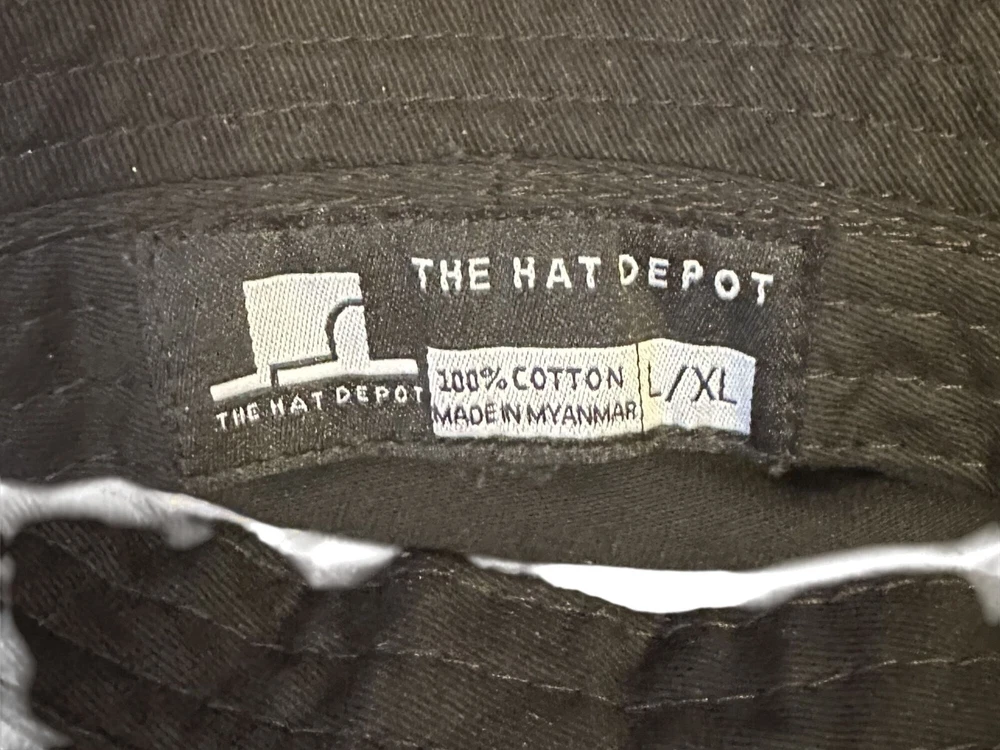 THE HAT DEPOT
THE HAT DEPOT
100% COTTON
MADE IN MYANMAR
L/XL